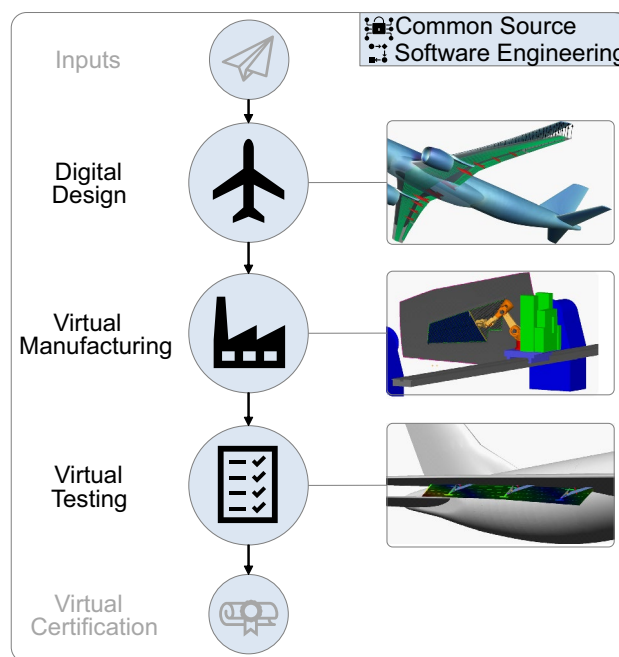 Common Source
Software Engineering
Inputs
Digital
Design
Virtual
Manufacturing
Virtual
Testing
Virtual
Certification